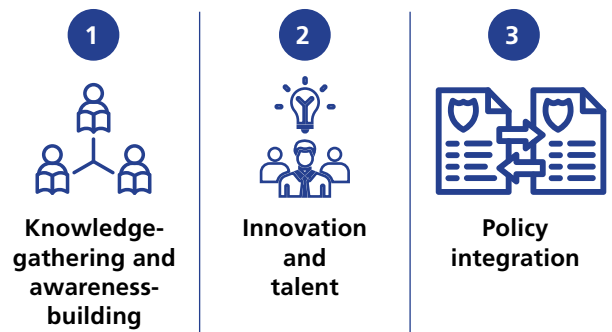 1
Knowledge-
gathering and
awareness-
building
2
Innovation
and
talent
3
Policy
integration